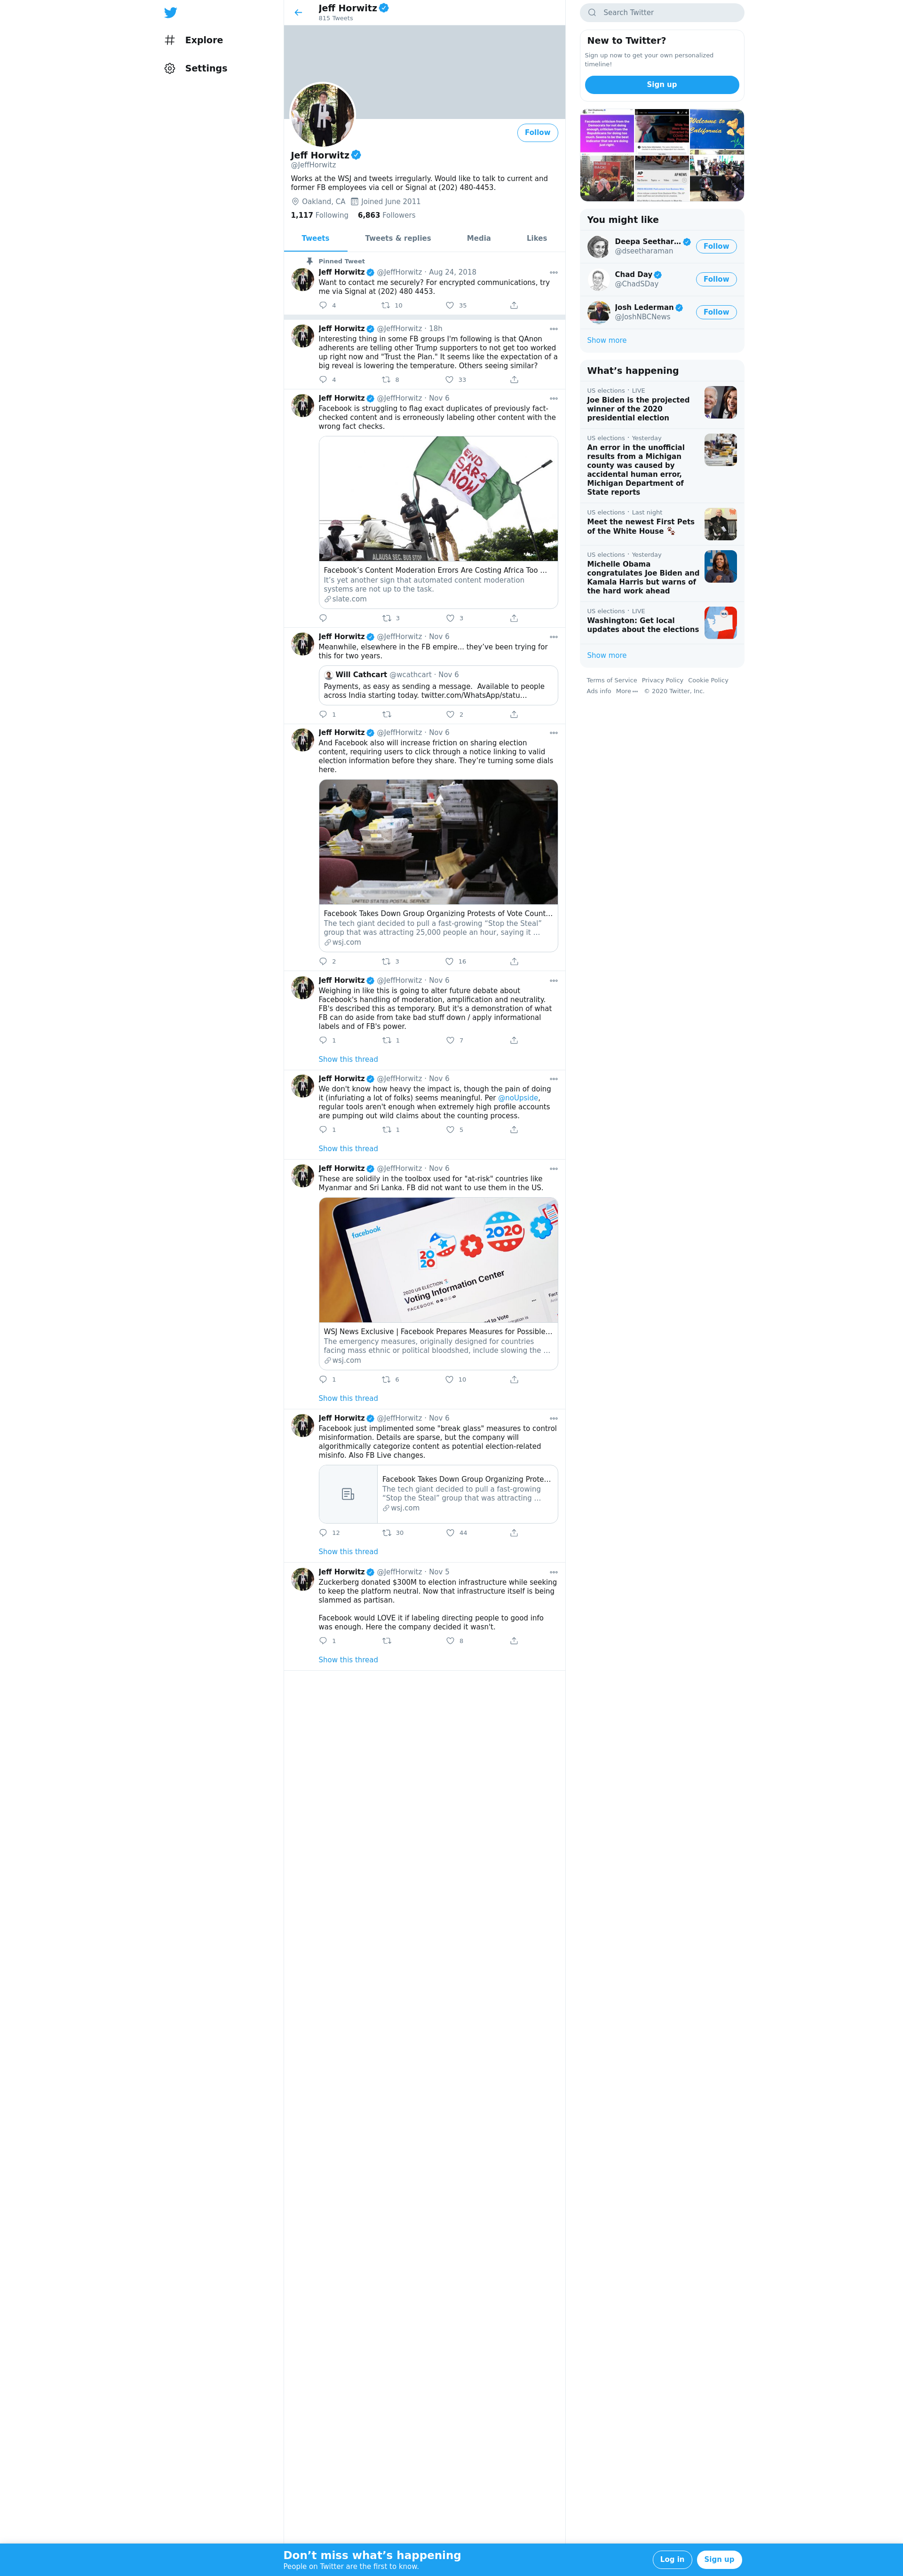 Explore
Settings
Jeff Horwitz
815 Tweets
Follow
Jeff Horwitz
@JeffHorwitz
Works at the WSJ and tweets irregularly. Would like to talk to current and
former FB employees via cell or Signal at (202) 480-4453.
Oakland, CA Joined June 2011
1,117 Following 6,863 Followers
Tweets Tweets & replies Media Likes
Pinned Tweet
Jeff Horwitz @JeffHorwitz · Aug 24, 2018
Want to contact me securely? For encrypted communications, try
me via Signal at (202) 480 4453.
4 10 35
Jeff Horwitz @JeffHorwitz · 18h
Interesting thing in some FB groups I'm following is that QAnon
adherents are telling other Trump supporters to not get too worked
up right now and "Trust the Plan." It seems like the expectation of a
big reveal is lowering the temperature. Others seeing similar?
4 8 33
Jeff Horwitz @JeffHorwitz · Nov 6
Facebook is struggling to flag exact duplicates of previously fact-
checked content and is erroneously labeling other content with the
wrong fact checks.
END
SARS
NOW
ALAUSA SEC. BUS STOP
Facebook’s Content Moderation Errors Are Costing Africa Too ...
It’s yet another sign that automated content moderation
systems are not up to the task.
slate.com
3 3
Jeff Horwitz @JeffHorwitz · Nov 6
Meanwhile, elsewhere in the FB empire... they’ve been trying for
this for two years.
Will Cathcart @wcathcart · Nov 6
Payments, as easy as sending a message. Available to people
across India starting today. twitter.com/WhatsApp/statu…
1 2
Jeff Horwitz @JeffHorwitz · Nov 6
And Facebook also will increase friction on sharing election
content, requiring users to click through a notice linking to valid
election information before they share. They’re turning some dials
here.
UNITED STATES POSTAL SERVICE
Facebook Takes Down Group Organizing Protests of Vote Count...
The tech giant decided to pull a fast-growing “Stop the Steal”
group that was attracting 25,000 people an hour, saying it ...
wsj.com
2 3 16
Jeff Horwitz @JeffHorwitz · Nov 6
Weighing in like this is going to alter future debate about
Facebook's handling of moderation, amplification and neutrality.
FB's described this as temporary. But it's a demonstration of what
FB can do aside from take bad stuff down / apply informational
labels and of FB's power.
1 1 7
Show this thread
Jeff Horwitz @JeffHorwitz · Nov 6
We don't know how heavy the impact is, though the pain of doing
it (infuriating a lot of folks) seems meaningful. Per @noUpside,
regular tools aren't enough when extremely high profile accounts
are pumping out wild claims about the counting process.
1 1 5
Show this thread
Jeff Horwitz @JeffHorwitz · Nov 6
These are solidily in the toolbox used for "at-risk" countries like
Myanmar and Sri Lanka. FB did not want to use them in the US.
facebook
2020
2020
2020 US ELECTION
Voting Information Center
FACEBOOK
WSJ News Exclusive | Facebook Prepares Measures for Possible...
The emergency measures, originally designed for countries
facing mass ethnic or political bloodshed, include slowing the ...
wsj.com
1 6 10
Show this thread
Jeff Horwitz @JeffHorwitz · Nov 6
Facebook just implimented some "break glass" measures to control
misinformation. Details are sparse, but the company will
algorithmically categorize content as potential election-related
misinfo. Also FB Live changes.
Facebook Takes Down Group Organizing Prote...
The tech giant decided to pull a fast-growing
“Stop the Steal” group that was attracting ...
wsj.com
12 30 44
Show this thread
Jeff Horwitz @JeffHorwitz · Nov 5
Zuckerberg donated $300M to election infrastructure while seeking
to keep the platform neutral. Now that infrastructure itself is being
slammed as partisan.
Facebook would LOVE it if labeling directing people to good info
was enough. Here the company decided it wasn't.
1 8
Show this thread
Search Twitter
New to Twitter?
Sign up now to get your own personalized
timeline!
Sign up
Welcome to
California
AP
AP NEWS
You might like
Deepa Seethar...
@dseetharaman
Follow
Chad Day
@ChadSDay
Follow
Josh Lederman
@JoshNBCNews
Follow
Show more
What’s happening
US elections · LIVE
Joe Biden is the projected
winner of the 2020
presidential election
US elections · Yesterday
An error in the unofficial
results from a Michigan
county was caused by
accidental human error,
Michigan Department of
State reports
US elections · Last night
Meet the newest First Pets
of the White House
US elections · Yesterday
Michelle Obama
congratulates Joe Biden and
Kamala Harris but warns of
the hard work ahead
US elections · LIVE
Washington: Get local
updates about the elections
Show more
Terms of Service Privacy Policy Cookie Policy
Ads info More © 2020 Twitter, Inc.
Don’t miss what’s happening
People on Twitter are the first to know.
Log in Sign up